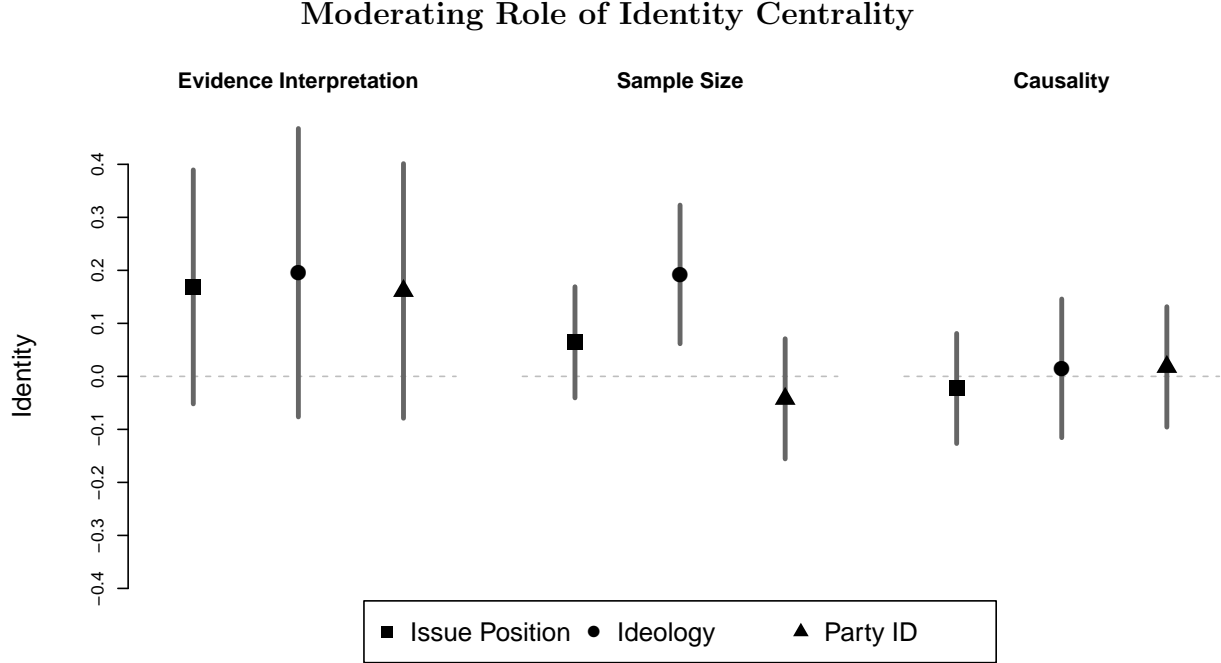 Moderating Role of Identity Centrality
Evidence Interpretation
Sample Size
Causality
Identity
0.4
0.3
0.2
0.1
0.0
−0.1
−0.2
−0.3
−0.4
Issue Position Ideology Party ID